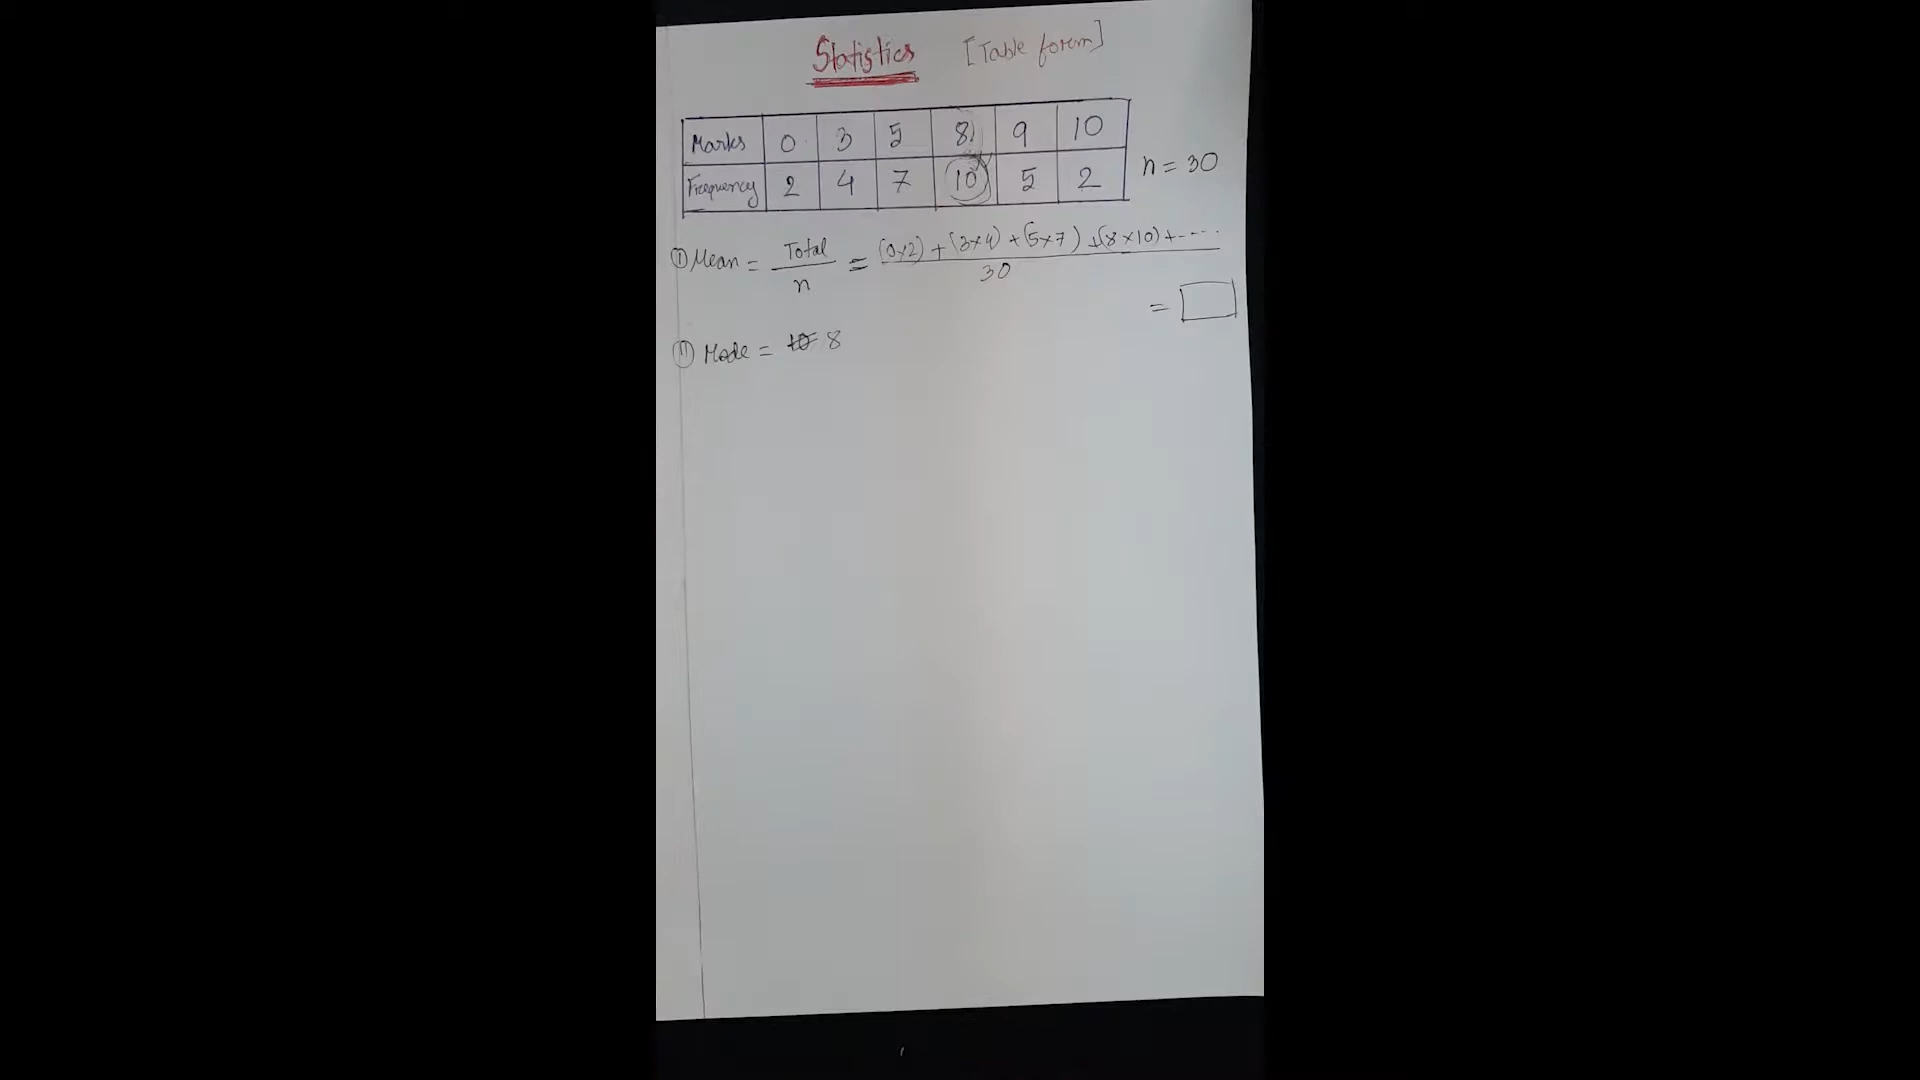 Statistics [Table form]
Marks 0 3 5 8 9 10
Frequency 2 4 7 10 5 2
n = 30
① Mean = Total / n = (0×2) + (3×4) + (5×7) + (8×10) + ---- / 30
= 
⑪ Mode = 10 8